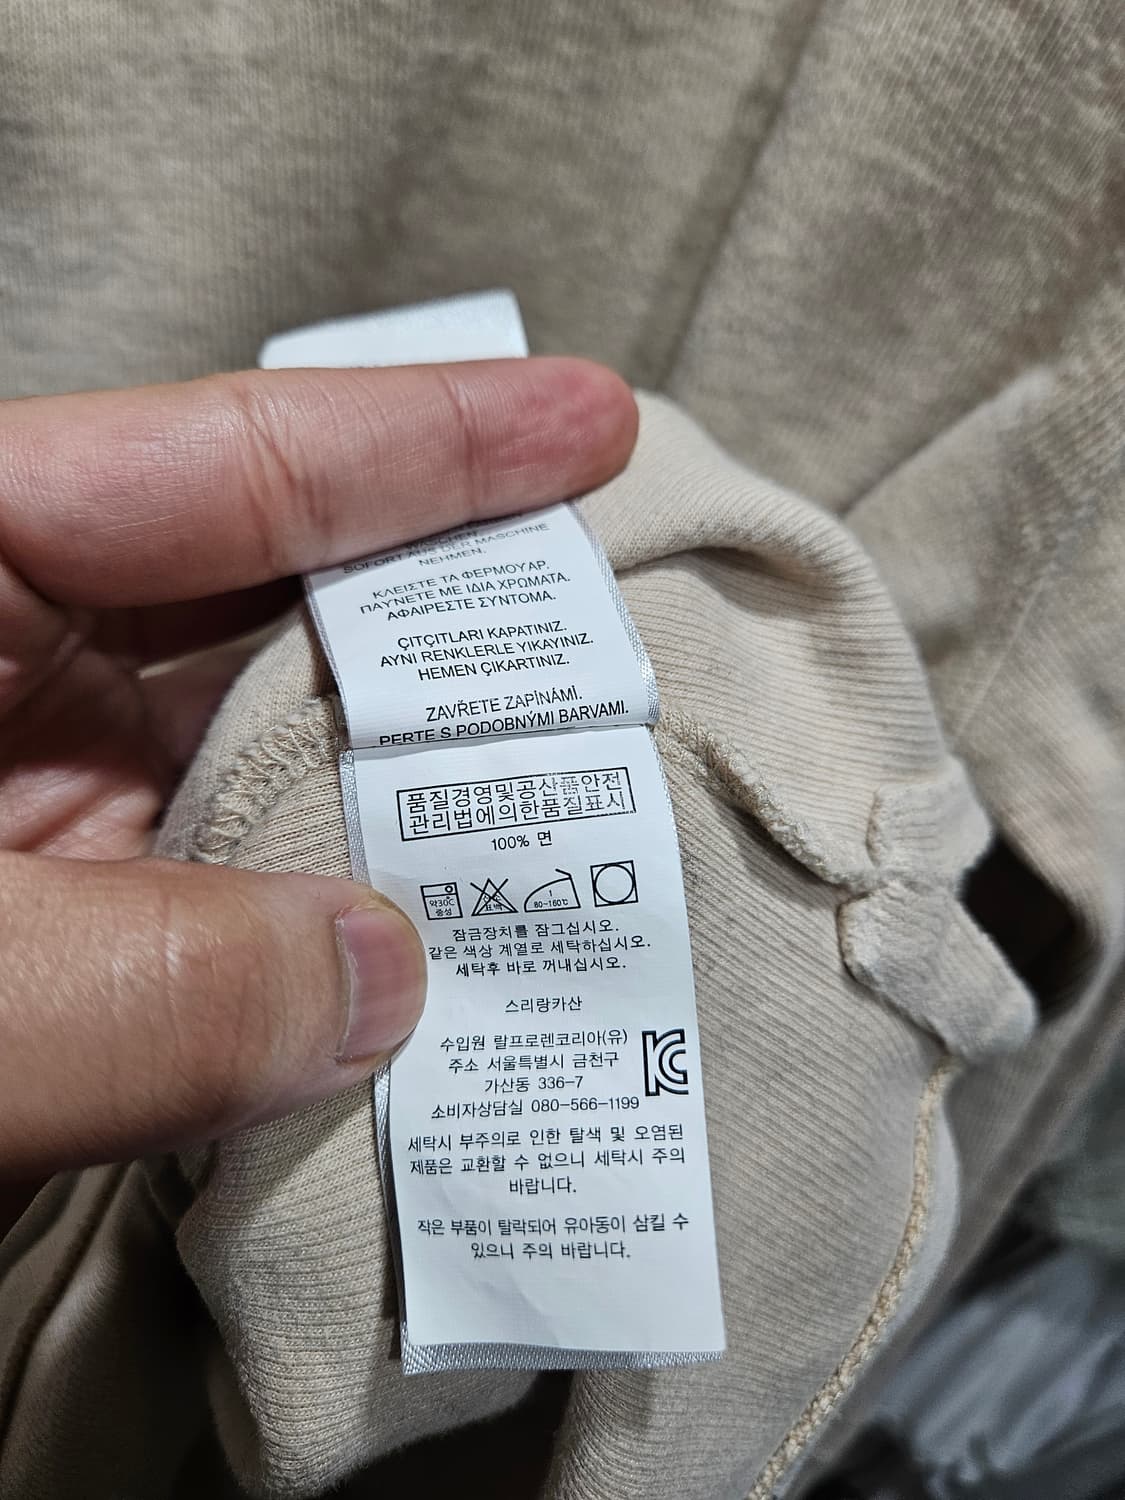 SOFORT AUS DER MASCHINE
NEHMEN.
ΚΛΕΙΣΤΕ ΤΑ ΦΕΡΜΟΥΑΡ.
ΠΛΥΝΕΤΕ ΜΕ ΙΔΙΑ ΧΡΩΜΑΤΑ.
ΑΦΑΙΡΕΣΤΕ ΣΥΝΤΟΜΑ.
ÇITÇITLARI KAPATINIZ.
AYNI RENKLERLE YIKAYINIZ.
HEMEN ÇIKARTINIZ.
ZAVŘETE ZAPÍNÁMÍ.
PERTE S PODOBNÝMI BARVAMI.
품질경영및공산품안전
관리법에의한품질표시
100% 면
약30℃
중성
표백
1
80~160℃
잠금장치를 잠그십시오.
같은 색상 계열로 세탁하십시오.
세탁후 바로 꺼내십시오.
스리랑카산
수입원 랄프로렌코리아(유)
주소 서울특별시 금천구
가산동 336-7
소비자상담실 080-566-1199
세탁시 부주의로 인한 탈색 및 오염된
제품은 교환할 수 없으니 세탁시 주의
바랍니다.
작은 부품이 탈락되어 유아동이 삼킬 수
있으니 주의 바랍니다.